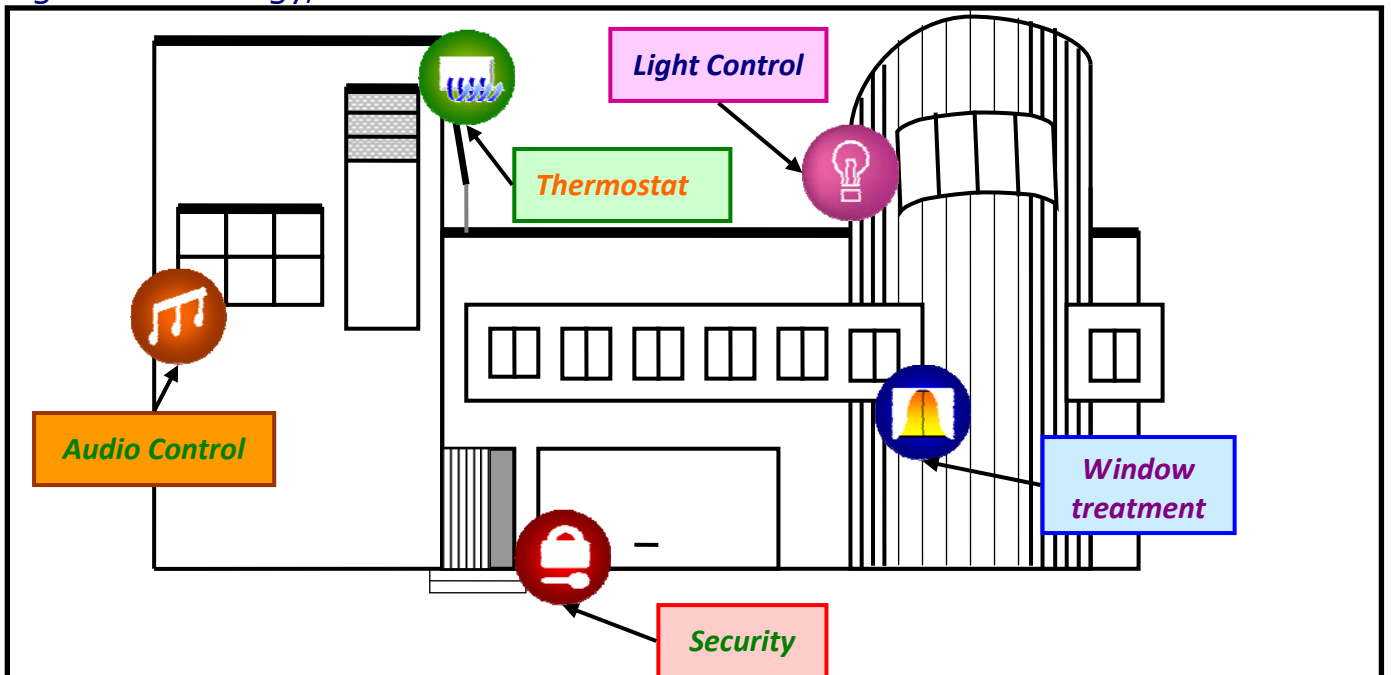 Light Control
Thermostat
Audio Control
Window
treatment
Security